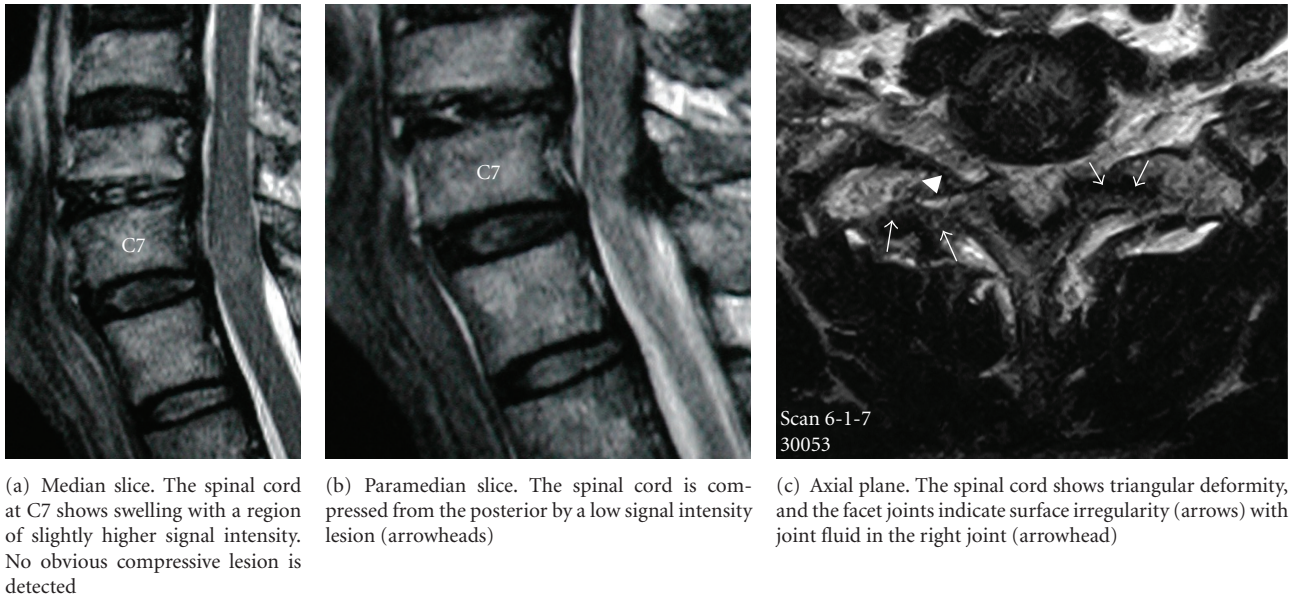 C7
C7
Scan 6-1-7
30053
(a) Median slice. The spinal cord
at C7 shows swelling with a region
of slightly higher signal intensity.
No obvious compressive lesion is
detected
(b) Paramedian slice. The spinal cord is com-
pressed from the posterior by a low signal intensity
lesion (arrowheads)
(c) Axial plane. The spinal cord shows triangular deformity,
and the facet joints indicate surface irregularity (arrows) with
joint fluid in the right joint (arrowhead)